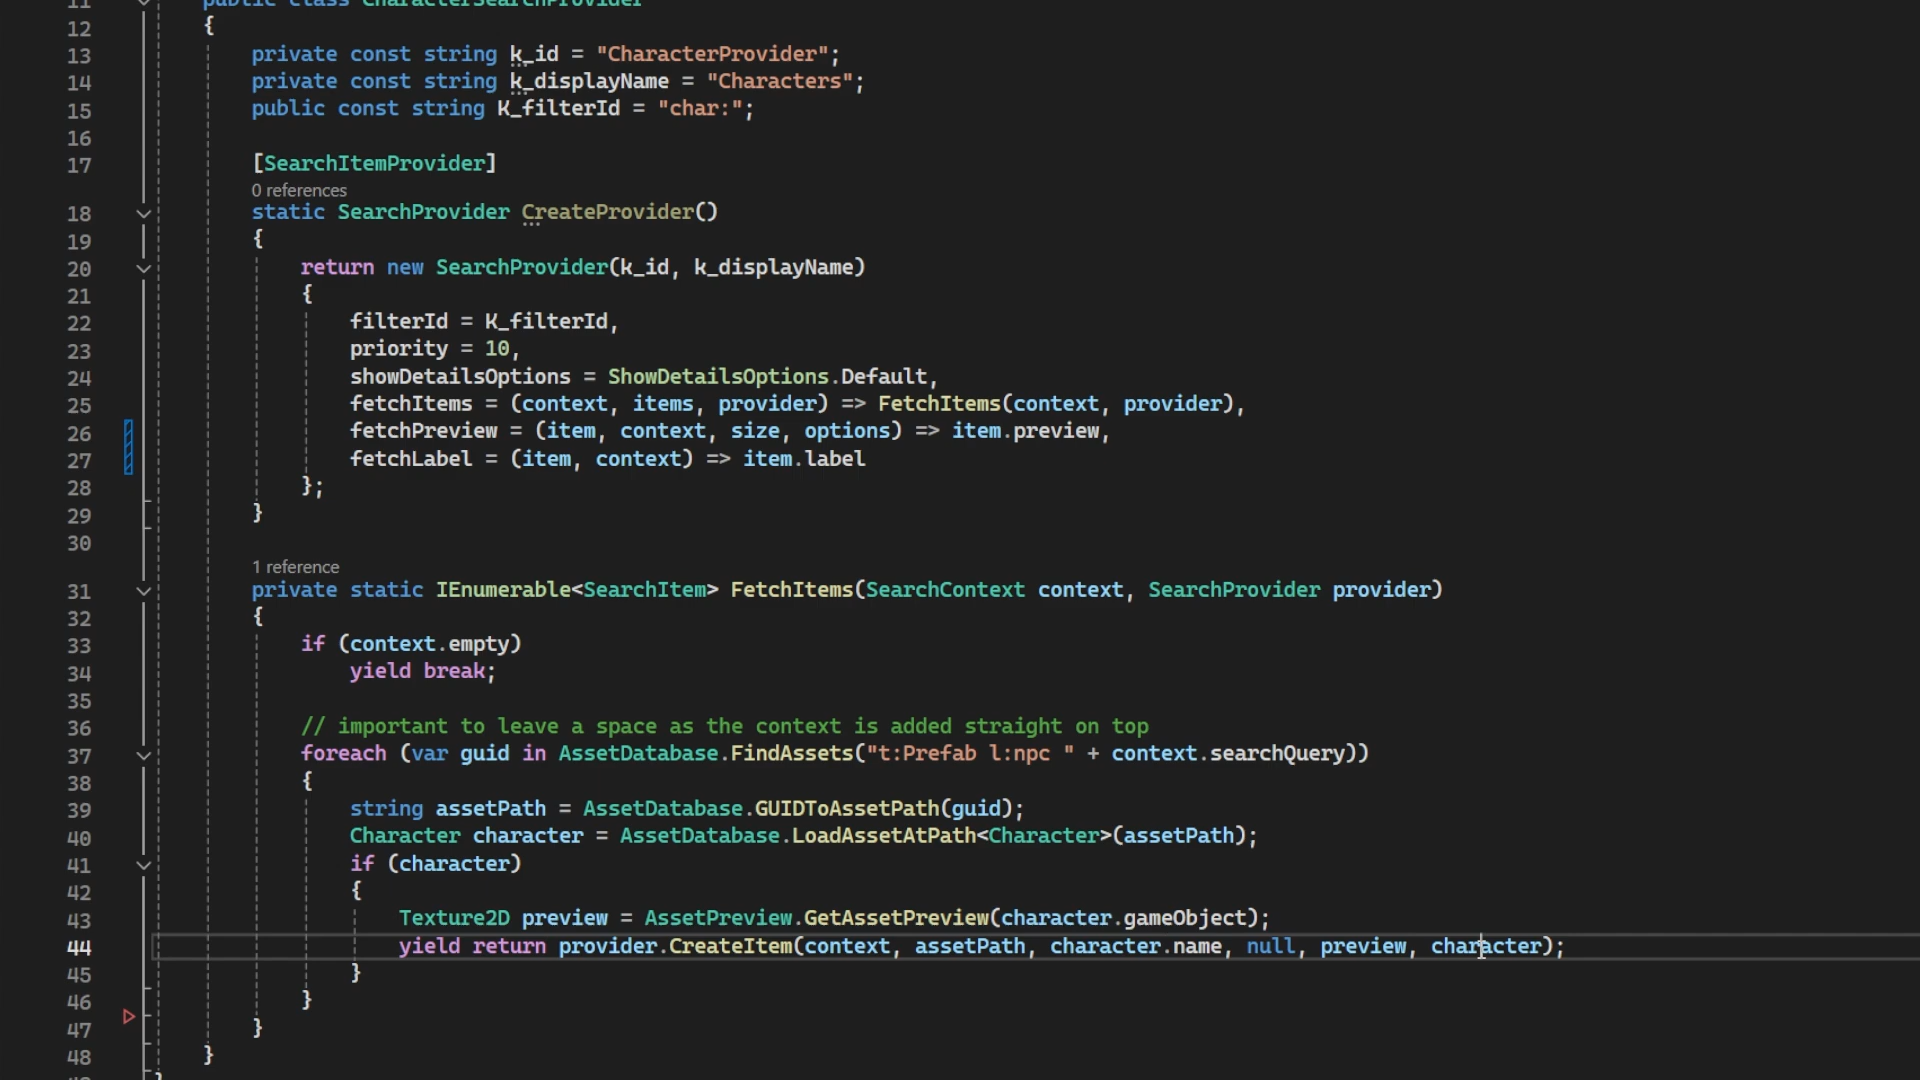 11 public class CharacterSearchProvider
12 {
13 private const string k_id = "CharacterProvider";
14 private const string k_displayName = "Characters";
15 public const string K_filterId = "char:";
16
17 [SearchItemProvider]
0 references
18 static SearchProvider CreateProvider()
19 {
20 return new SearchProvider(k_id, k_displayName)
21 {
22 filterId = K_filterId,
23 priority = 10,
24 showDetailsOptions = ShowDetailsOptions.Default,
25 fetchItems = (context, items, provider) => FetchItems(context, provider),
26 fetchPreview = (item, context, size, options) => item.preview,
27 fetchLabel = (item, context) => item.label
28 };
29 }
30
1 reference
31 private static IEnumerable<SearchItem> FetchItems(SearchContext context, SearchProvider provider)
32 {
33 if (context.empty)
34 yield break;
35
36 // important to leave a space as the context is added straight on top
37 foreach (var guid in AssetDatabase.FindAssets("t:Prefab l:npc " + context.searchQuery))
38 {
39 string assetPath = AssetDatabase.GUIDToAssetPath(guid);
40 Character character = AssetDatabase.LoadAssetAtPath<Character>(assetPath);
41 if (character)
42 {
43 Texture2D preview = AssetPreview.GetAssetPreview(character.gameObject);
44 yield return provider.CreateItem(context, assetPath, character.name, null, preview, character);
45 }
46 }
47 }
48 }